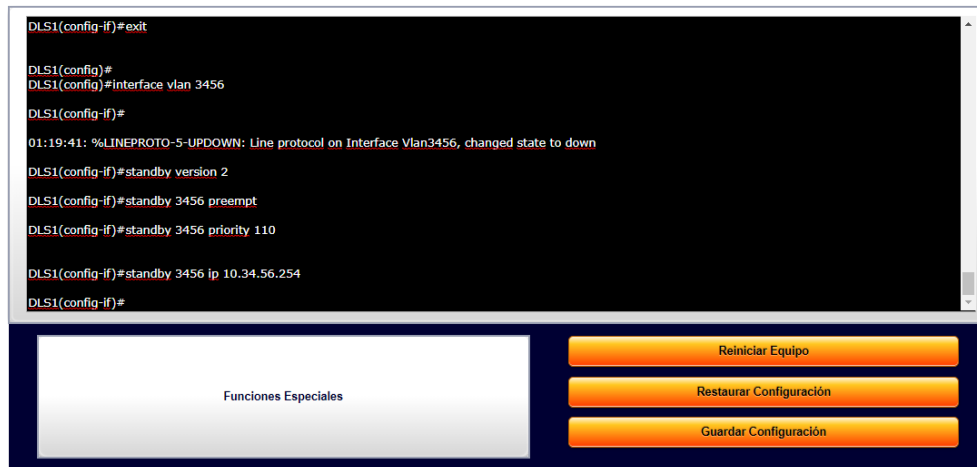 DLS1(config-if)#exit
DLS1(config)#
DLS1(config)#interface vlan 3456
DLS1(config-if)#
01:19:41: %LINEPROTO-5-UPDOWN: Line protocol on Interface Vlan3456, changed state to down
DLS1(config-if)#standby version 2
DLS1(config-if)#standby 3456 preempt
DLS1(config-if)#standby 3456 priority 110
DLS1(config-if)#standby 3456 ip 10.34.56.254
DLS1(config-if)#
Funciones Especiales
Reiniciar Equipo
Restaurar Configuración
Guardar Configuración